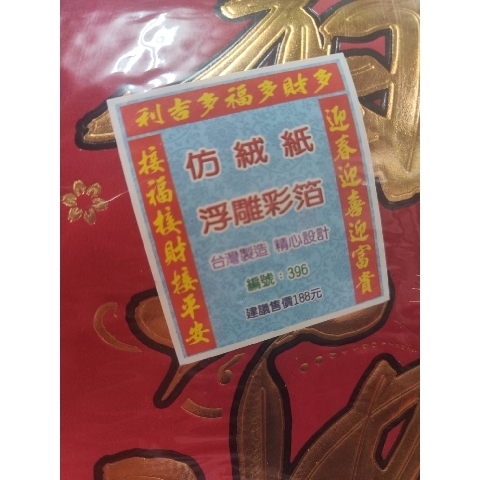 利吉多福多財多
迎春迎喜迎富貴
仿絨紙
浮雕彩箔
台灣製造 精心設計
編號：396
建議售價188元
接福接財接平安